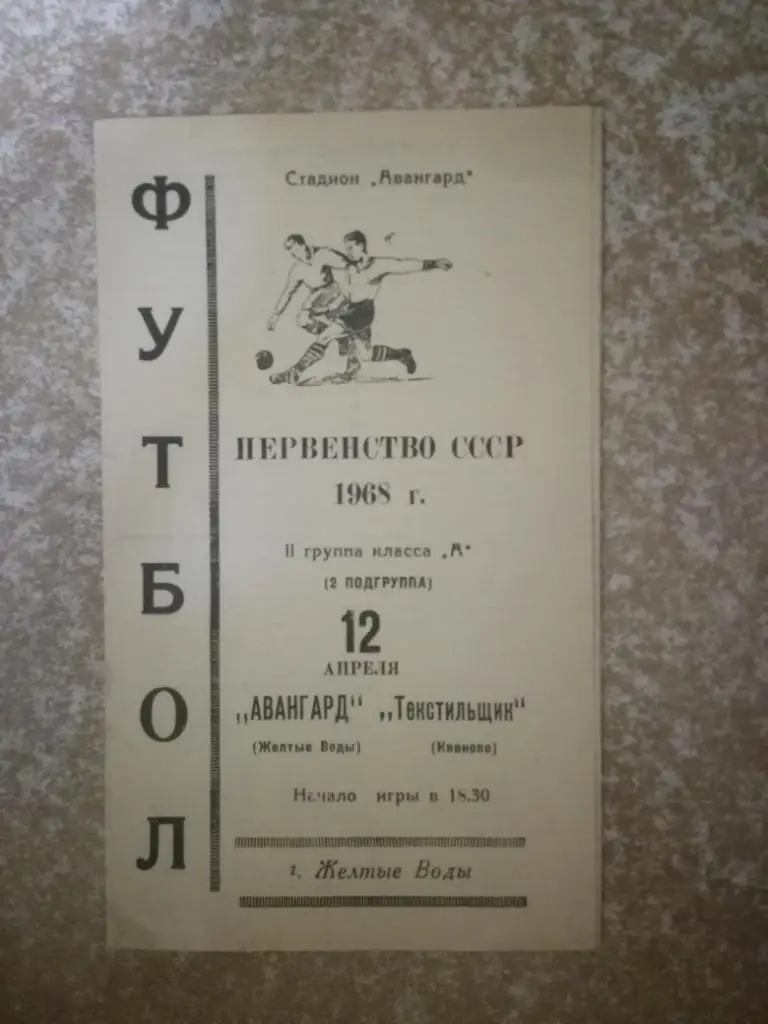 ФУТБОЛ
Стадион „Авангард"
ПЕРВЕНСТВО СССР
1968 г.
II группа класса „А"
(2 ПОДГРУППА)
12
АПРЕЛЯ
„АВАНГАРД" „Текстильщик"
(Желтые Воды) (Иваново)
Начало игры в 18.30
г. Желтые Воды